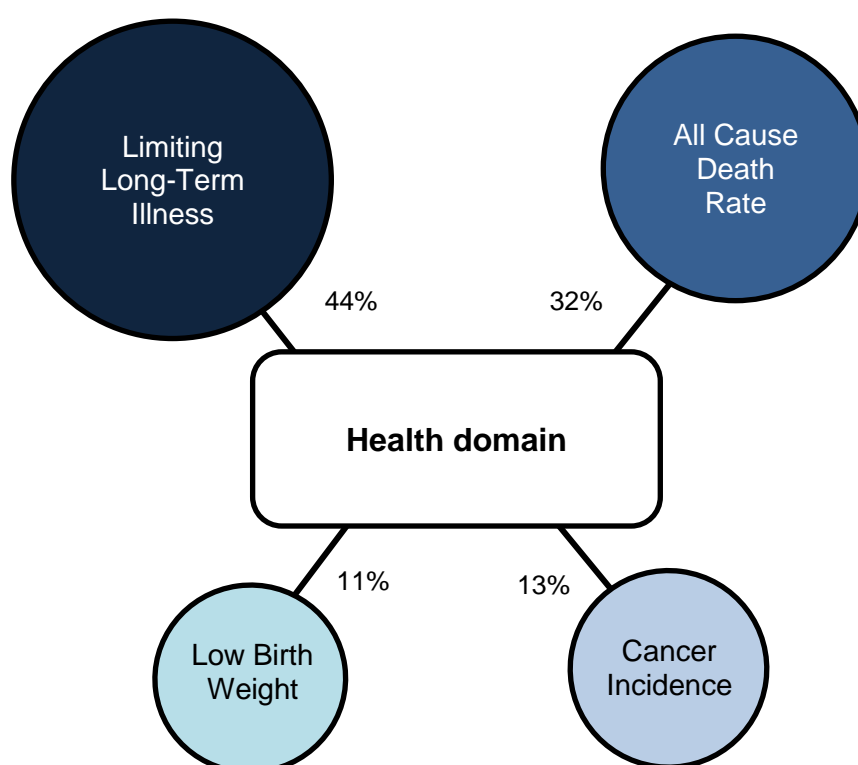 Limiting
Long-Term
Illness
All Cause
Death
Rate
44%
32%
Health domain
11%
13%
Low Birth
Weight
Cancer
Incidence